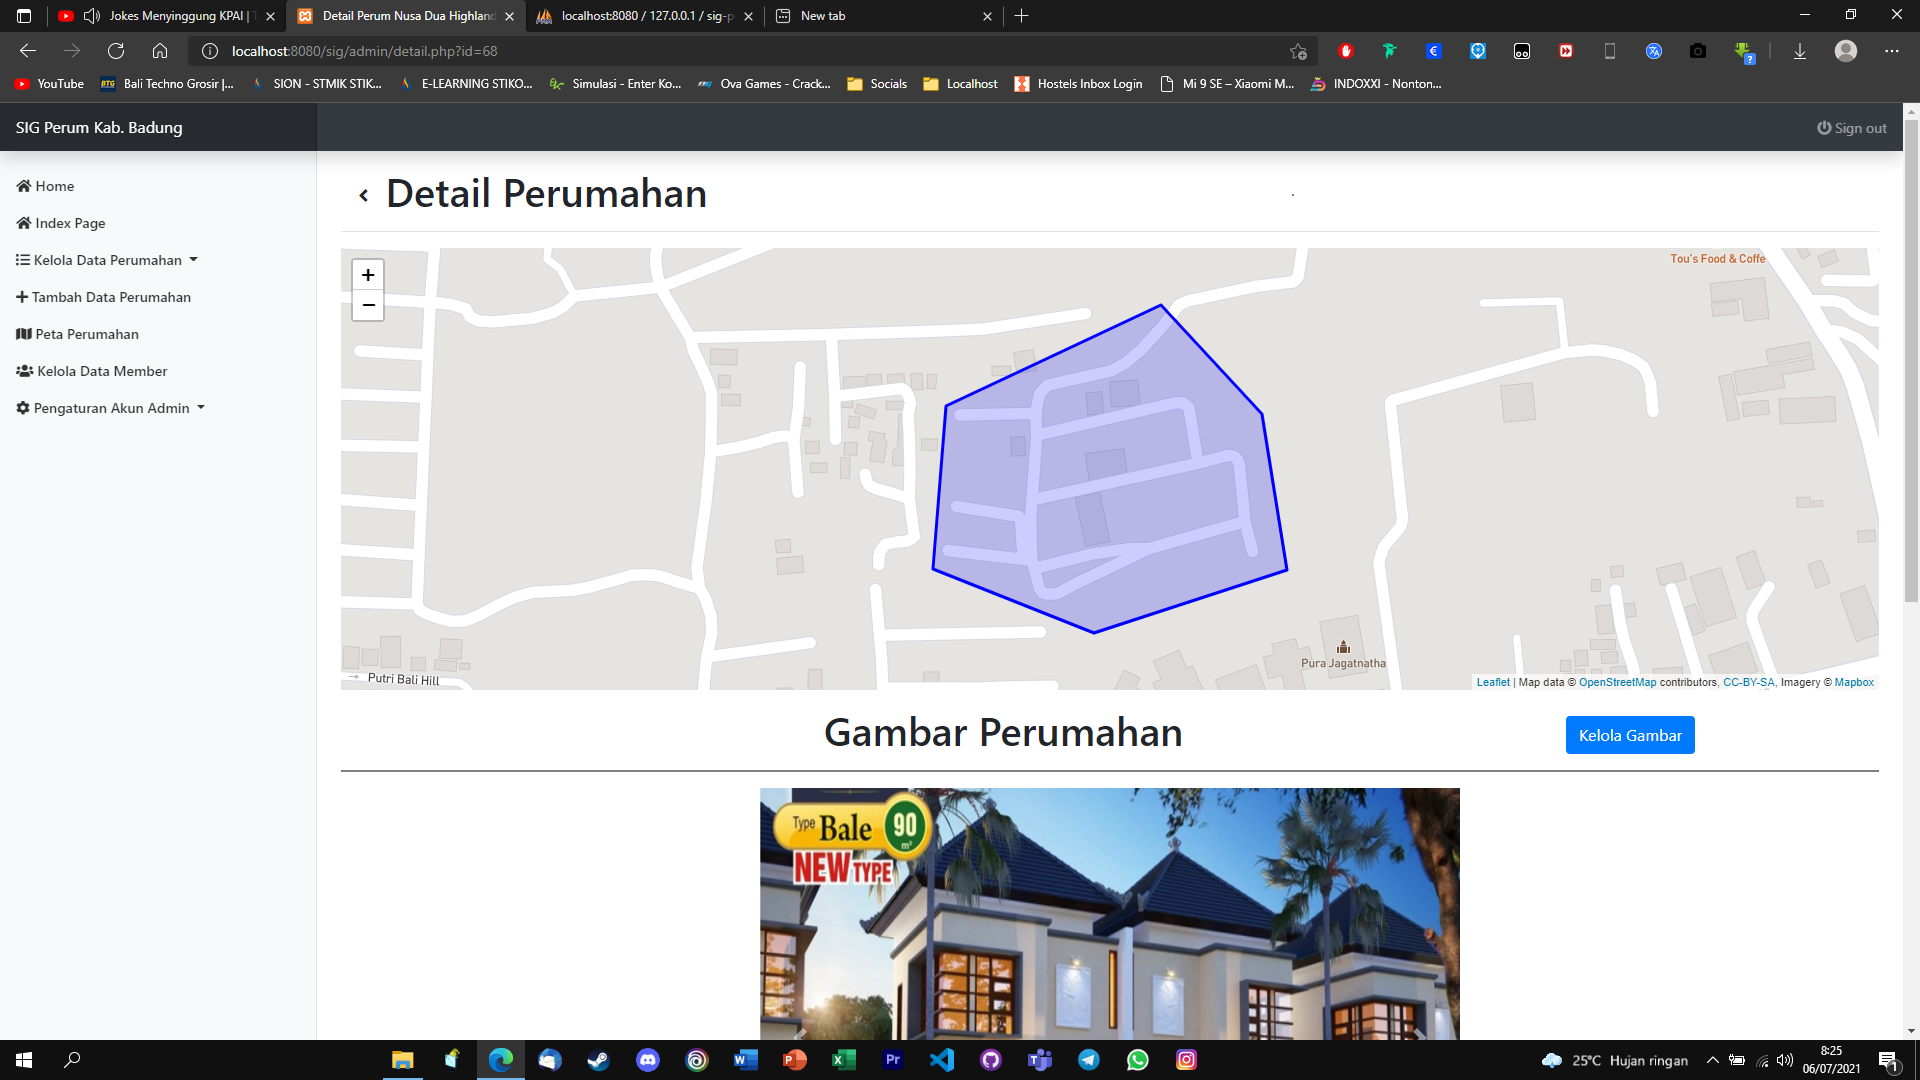 Jokes Menyinggung KPAI | T
Detail Perum Nusa Dua Highland
localhost:8080 / 127.0.0.1 / sig-p
New tab
localhost:8080/sig/admin/detail.php?id=68
YouTube
BTG Bali Techno Grosir |...
SION - STMIK STIK...
E-LEARNING STIKO...
Simulasi - Enter Ko...
Ova Games - Crack...
Socials
Localhost
Hostels Inbox Login
Mi 9 SE – Xiaomi M...
INDOXXI - Nonton...
SIG Perum Kab. Badung
Sign out
Home
Index Page
Kelola Data Perumahan
Tambah Data Perumahan
Peta Perumahan
Kelola Data Member
Pengaturan Akun Admin
Detail Perumahan
+
−
Tou's Food & Coffe
Pura Jagatnatha
Putri Bali Hill
Leaflet | Map data © OpenStreetMap contributors, CC-BY-SA, Imagery © Mapbox
Gambar Perumahan
Kelola Gambar
Type Bale 90 m²
NEW TYPE
25°C Hujan ringan
8:25
06/07/2021
1